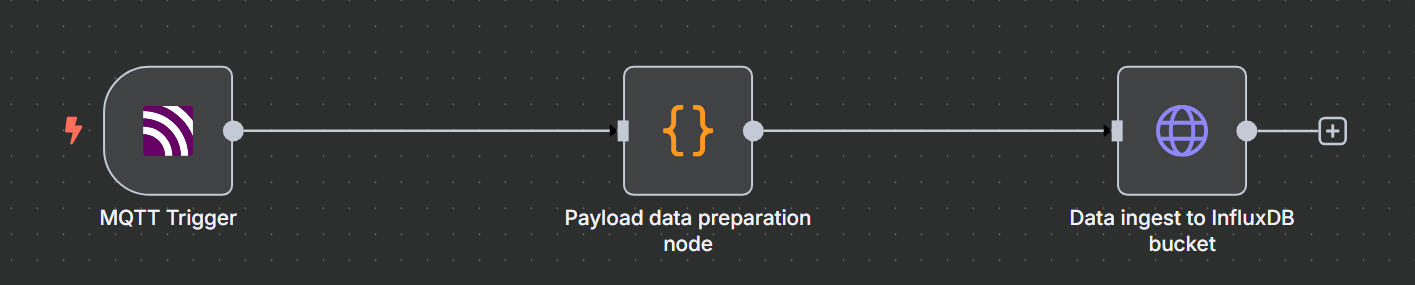 MQTT Trigger
Payload data preparation
node
Data ingest to InfluxDB
bucket